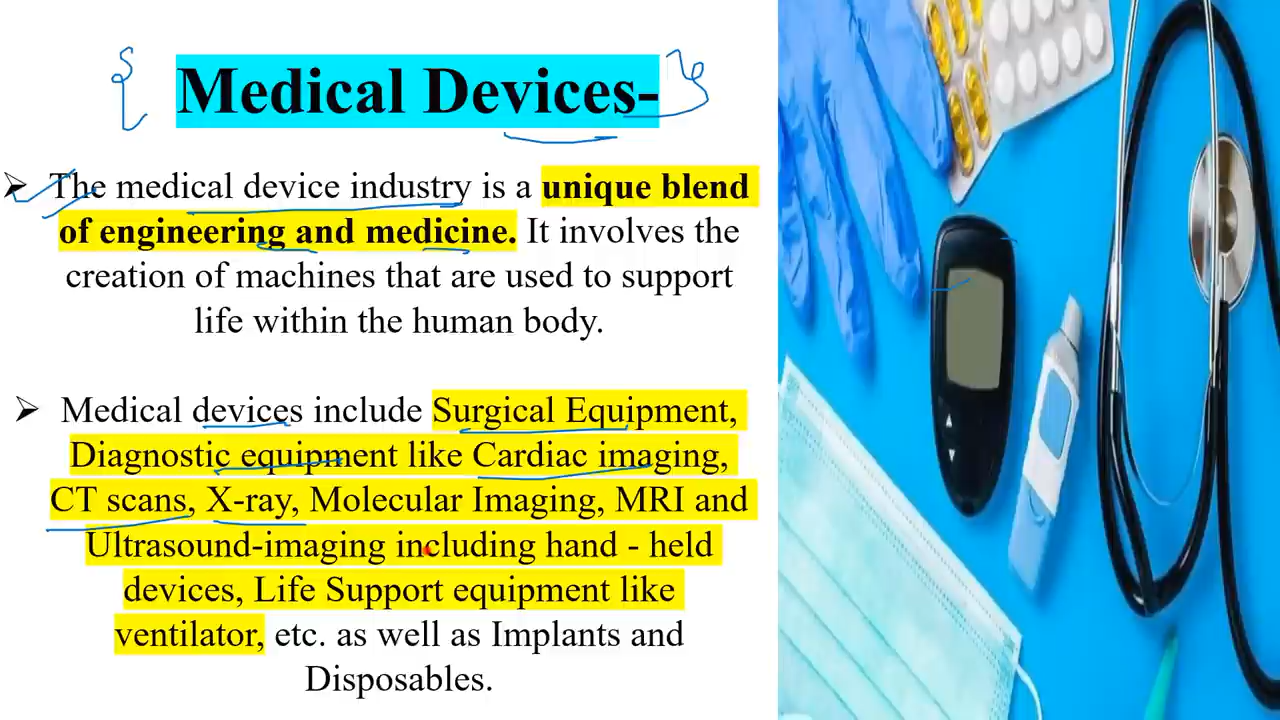 Medical Devices-
➢ The medical device industry is a unique blend
of engineering and medicine. It involves the
creation of machines that are used to support
life within the human body.
➢ Medical devices include Surgical Equipment,
Diagnostic equipment like Cardiac imaging,
CT scans, X-ray, Molecular Imaging, MRI and
Ultrasound-imaging including hand - held
devices, Life Support equipment like
ventilator, etc. as well as Implants and
Disposables.